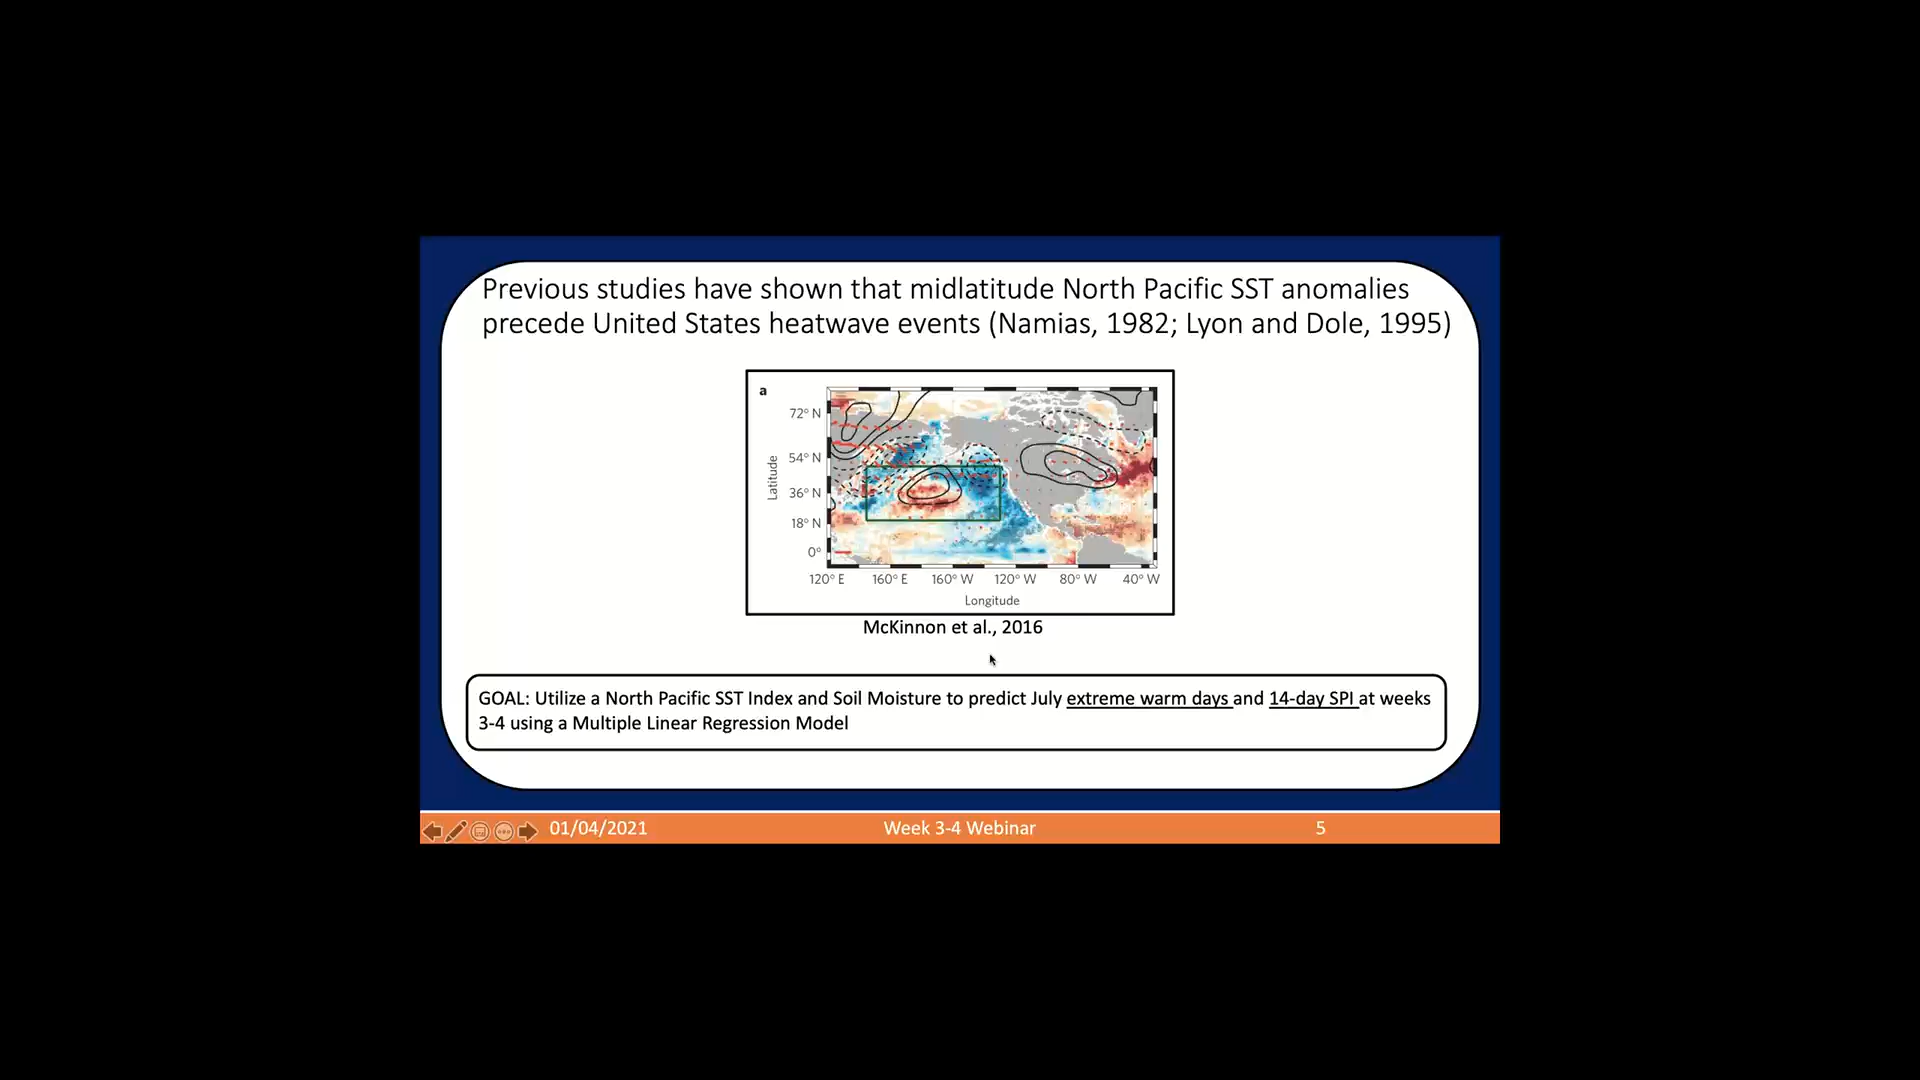 Previous studies have shown that midlatitude North Pacific SST anomalies
precede United States heatwave events (Namias, 1982; Lyon and Dole, 1995)
a
72° N
54° N
36° N
18° N
0°
Latitude
120° E 160° E 160° W 120° W 80° W 40° W
Longitude
McKinnon et al., 2016
GOAL: Utilize a North Pacific SST Index and Soil Moisture to predict July extreme warm days and 14-day SPI at weeks
3-4 using a Multiple Linear Regression Model
01/04/2021 Week 3-4 Webinar 5